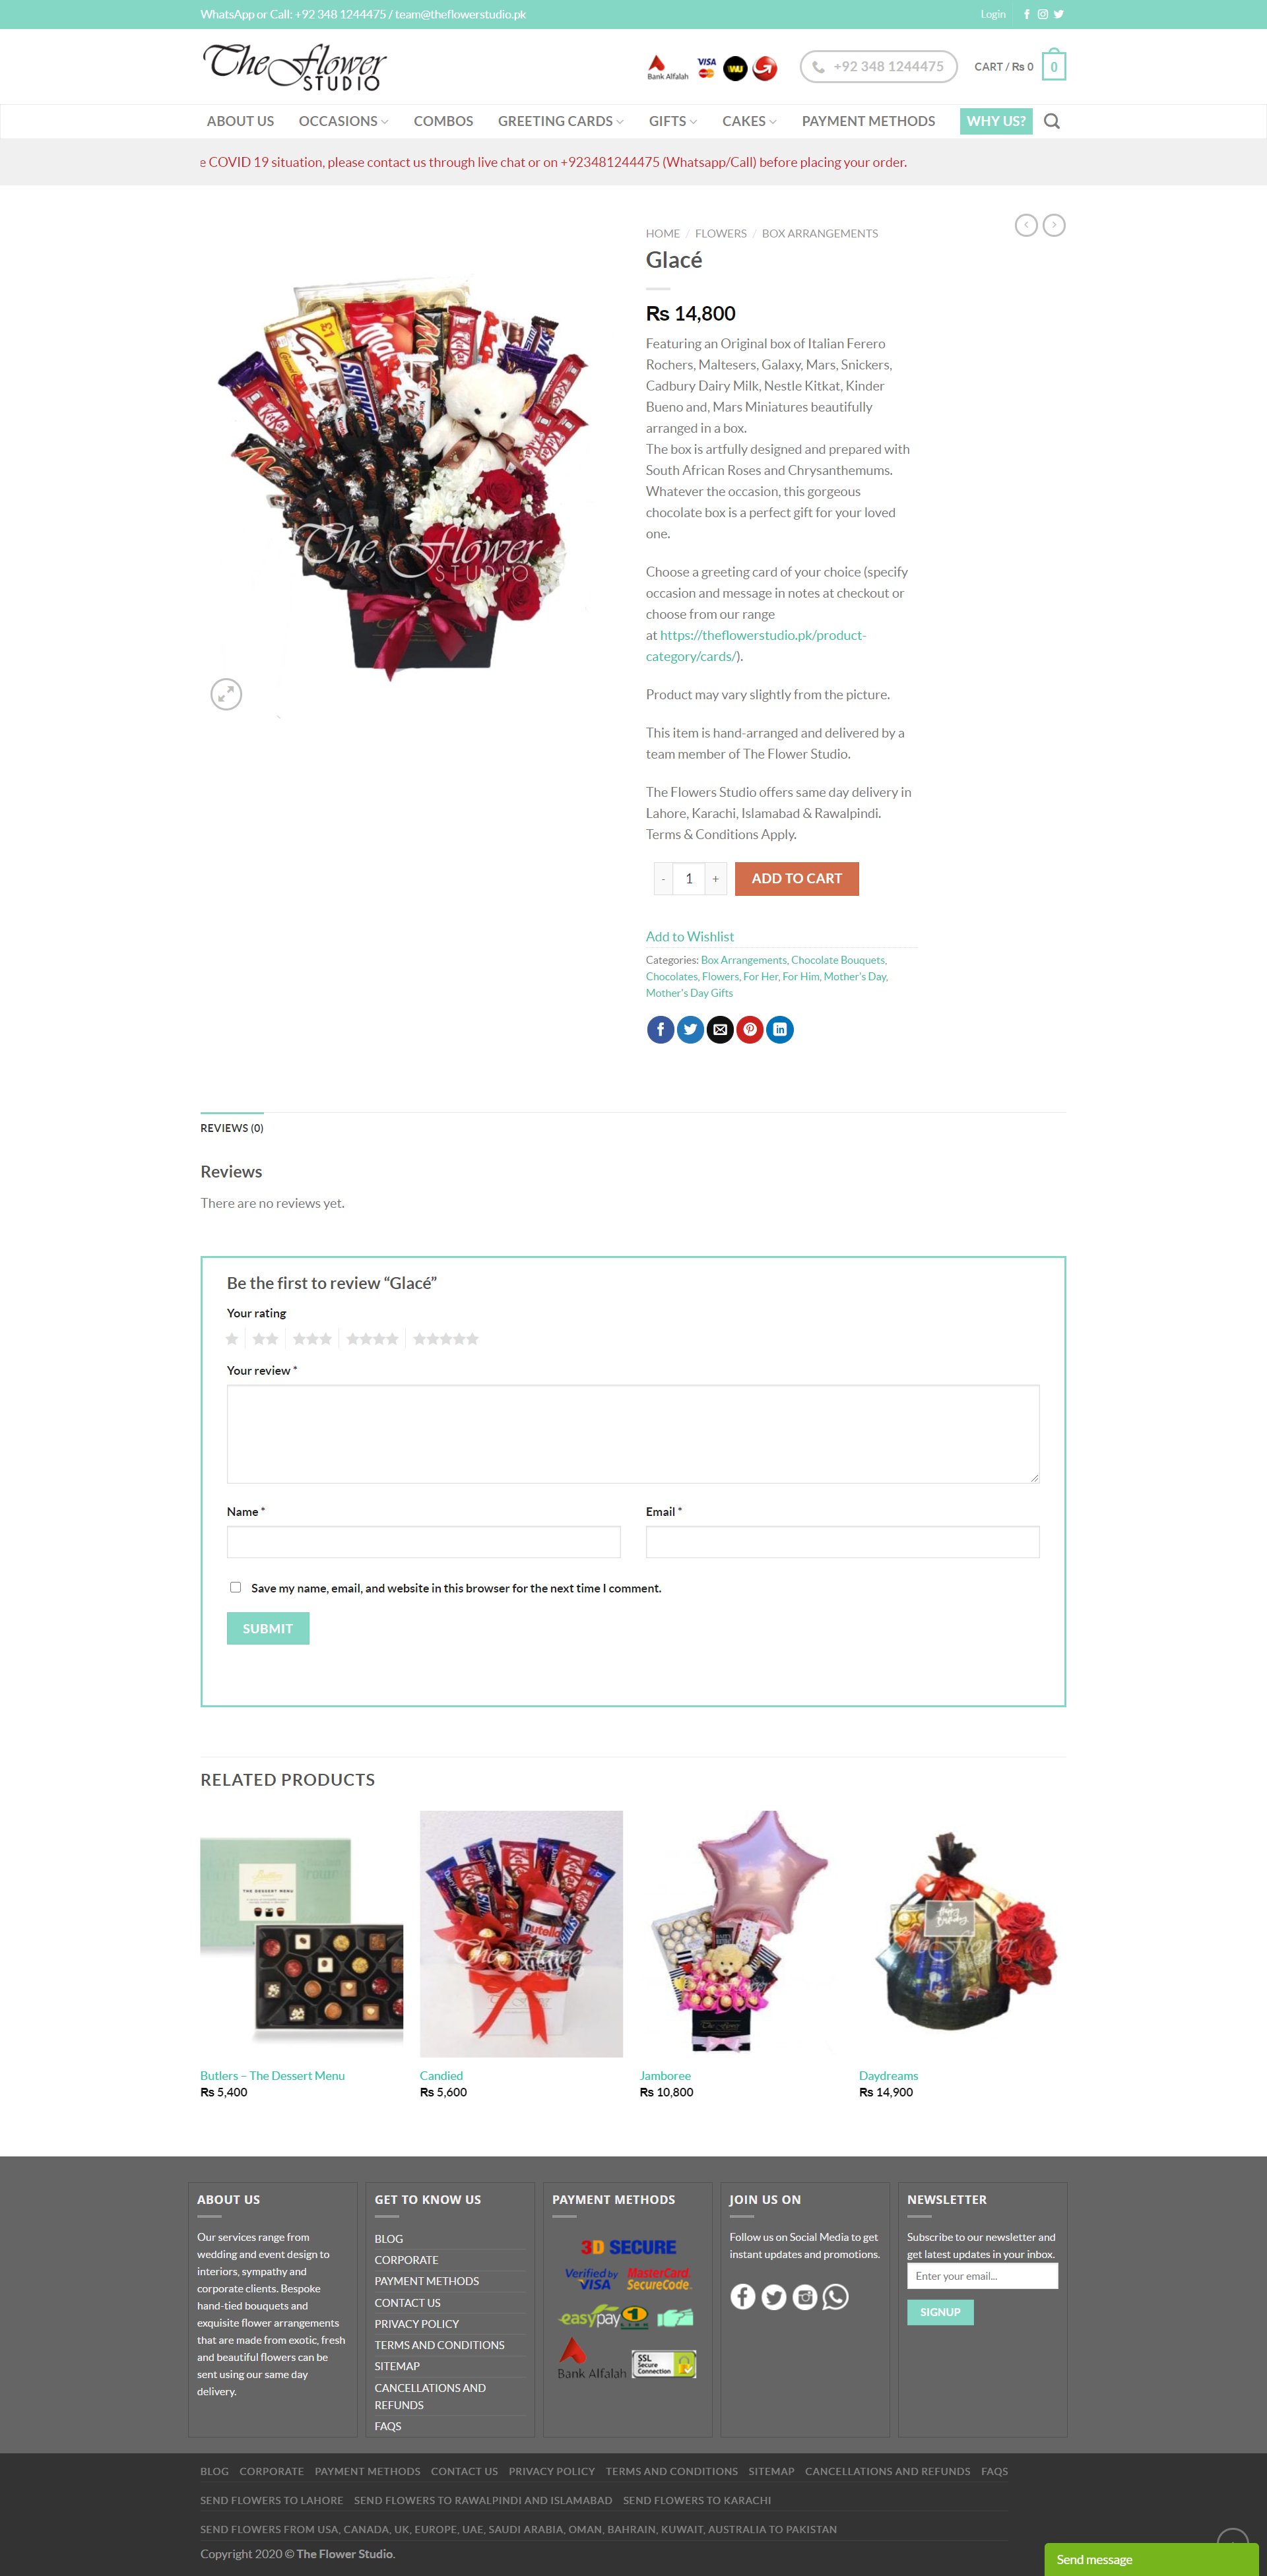 WhatsApp or Call: +92 348 1244475 / team@theflowerstudio.pk
Login
The Flower
STUDIO
Bank Alfalah
VISA
WU
+92 348 1244475
CART / ₨ 0
0
ABOUT US
OCCASIONS
COMBOS
GREETING CARDS
GIFTS
CAKES
PAYMENT METHODS
WHY US?
e COVID 19 situation, please contact us through live chat or on +923481244475 (Whatsapp/Call) before placing your order.
HOME / FLOWERS / BOX ARRANGEMENTS
Glacé
₨ 14,800
Featuring an Original box of Italian Ferero
Rochers, Maltesers, Galaxy, Mars, Snickers,
Cadbury Dairy Milk, Nestle Kitkat, Kinder
Bueno and, Mars Miniatures beautifully
arranged in a box.
The box is artfully designed and prepared with
South African Roses and Chrysanthemums.
Whatever the occasion, this gorgeous
chocolate box is a perfect gift for your loved
one.
Choose a greeting card of your choice (specify
occasion and message in notes at checkout or
choose from our range
at https://theflowerstudio.pk/product-
category/cards/).
Product may vary slightly from the picture.
This item is hand-arranged and delivered by a
team member of The Flower Studio.
The Flowers Studio offers same day delivery in
Lahore, Karachi, Islamabad & Rawalpindi.
Terms & Conditions Apply.
- 1 +
ADD TO CART
Add to Wishlist
Categories: Box Arrangements, Chocolate Bouquets,
Chocolates, Flowers, For Her, For Him, Mother's Day,
Mother's Day Gifts
The Flower
STUDIO
REVIEWS (0)
Reviews
There are no reviews yet.
Be the first to review “Glacé”
Your rating
Your review *
Name *
Email *
Save my name, email, and website in this browser for the next time I comment.
SUBMIT
RELATED PRODUCTS
THE DESSERT MENU
nutella
Butlers – The Dessert Menu
₨ 5,400
Candied
₨ 5,600
Jamboree
₨ 10,800
Daydreams
₨ 14,900
ABOUT US
Our services range from
wedding and event design to
interiors, sympathy and
corporate clients. Bespoke
hand-tied bouquets and
exquisite flower arrangements
that are made from exotic, fresh
and beautiful flowers can be
sent using our same day
delivery.
GET TO KNOW US
BLOG
CORPORATE
PAYMENT METHODS
CONTACT US
PRIVACY POLICY
TERMS AND CONDITIONS
SITEMAP
CANCELLATIONS AND
REFUNDS
FAQS
PAYMENT METHODS
3D SECURE
Verified by
VISA
MasterCard.
SecureCode.
easypay
Bank Alfalah
SSL
Secure
Connection
JOIN US ON
Follow us on Social Media to get
instant updates and promotions.
NEWSLETTER
Subscribe to our newsletter and
get latest updates in your inbox.
Enter your email...
SIGNUP
BLOG CORPORATE PAYMENT METHODS CONTACT US PRIVACY POLICY TERMS AND CONDITIONS SITEMAP CANCELLATIONS AND REFUNDS FAQS
SEND FLOWERS TO LAHORE SEND FLOWERS TO RAWALPINDI AND ISLAMABAD SEND FLOWERS TO KARACHI
SEND FLOWERS FROM USA, CANADA, UK, EUROPE, UAE, SAUDI ARABIA, OMAN, BAHRAIN, KUWAIT, AUSTRALIA TO PAKISTAN
Copyright 2020 © The Flower Studio.
Send message